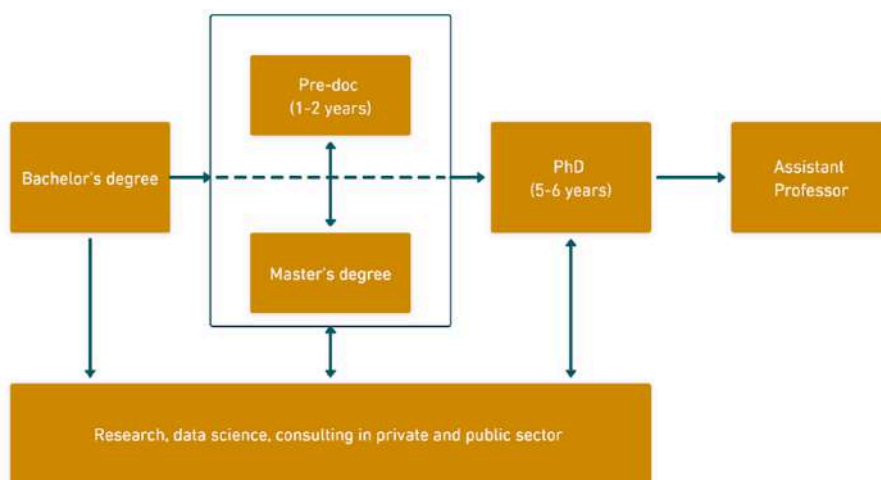 Pre-doc
(1-2 years)
Bachelor's degree
PhD
(5-6 years)
Assistant
Professor
Master's degree
Research, data science, consulting in private and public sector